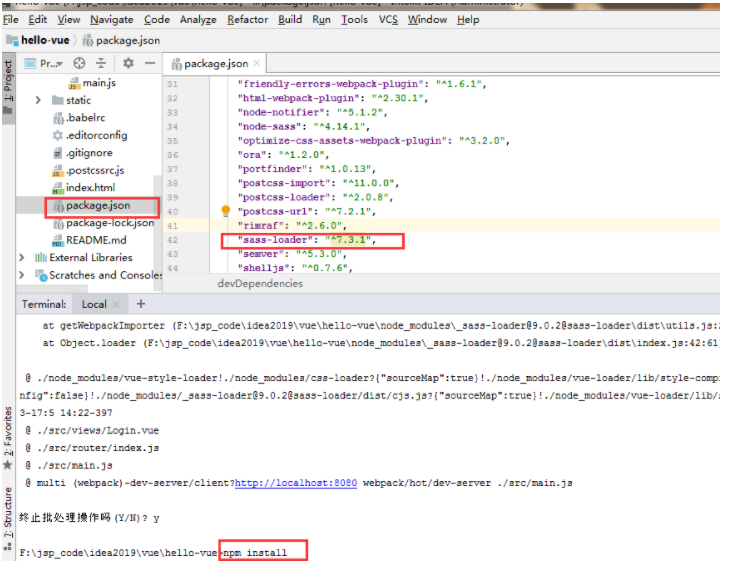 File Edit View Navigate Code Analyze Refactor Build Run Tools VCS Window Help
hello-vue package.json
Pr... package.json
1: Project
main.js
static
.babelrc
.editorconfig
.gitignore
.postcssrc.js
index.html
package.json
package-lock.json
README.md
External Libraries
Scratches and Consoles
31 "friendly-errors-webpack-plugin": "^1.6.1",
32 "html-webpack-plugin": "^2.30.1",
33 "node-notifier": "^5.1.2",
34 "node-sass": "^4.14.1",
35 "optimize-css-assets-webpack-plugin": "^3.2.0",
36 "ora": "^1.2.0",
37 "portfinder": "^1.0.13",
38 "postcss-import": "^11.0.0",
39 "postcss-loader": "^2.0.8",
40 "postcss-url": "^7.2.1",
41 "rimraf": "^2.6.0",
42 "sass-loader": "^7.3.1",
43 "semver": "^5.3.0",
44 "shelljs": "^0.7.6",
devDependencies
Terminal: Local +
at getWebpackImporter (F:\jsp_code\idea2019\vue\hello-vue\node_modules\_sass-loader@9.0.2@sass-loader\dist\utils.js:
at Object.loader (F:\jsp_code\idea2019\vue\hello-vue\node_modules\_sass-loader@9.0.2@sass-loader\dist\index.js:42:61
@ ./node_modules/vue-style-loader!./node_modules/css-loader?{"sourceMap":true}!./node_modules/vue-loader/lib/style-comp
nfig":false}!./node_modules/_sass-loader@9.0.2@sass-loader/dist/cjs.js?{"sourceMap":true}!./node_modules/vue-loader/lib/
3-17:5 14:22-397
@ ./src/views/Login.vue
@ ./src/router/index.js
@ ./src/main.js
@ multi (webpack)-dev-server/client?http://localhost:8080 webpack/hot/dev-server ./src/main.js
终止批处理操作吗(Y/N)? y
F:\jsp_code\idea2019\vue\hello-vue>npm install
2: Favorites
7: Structure